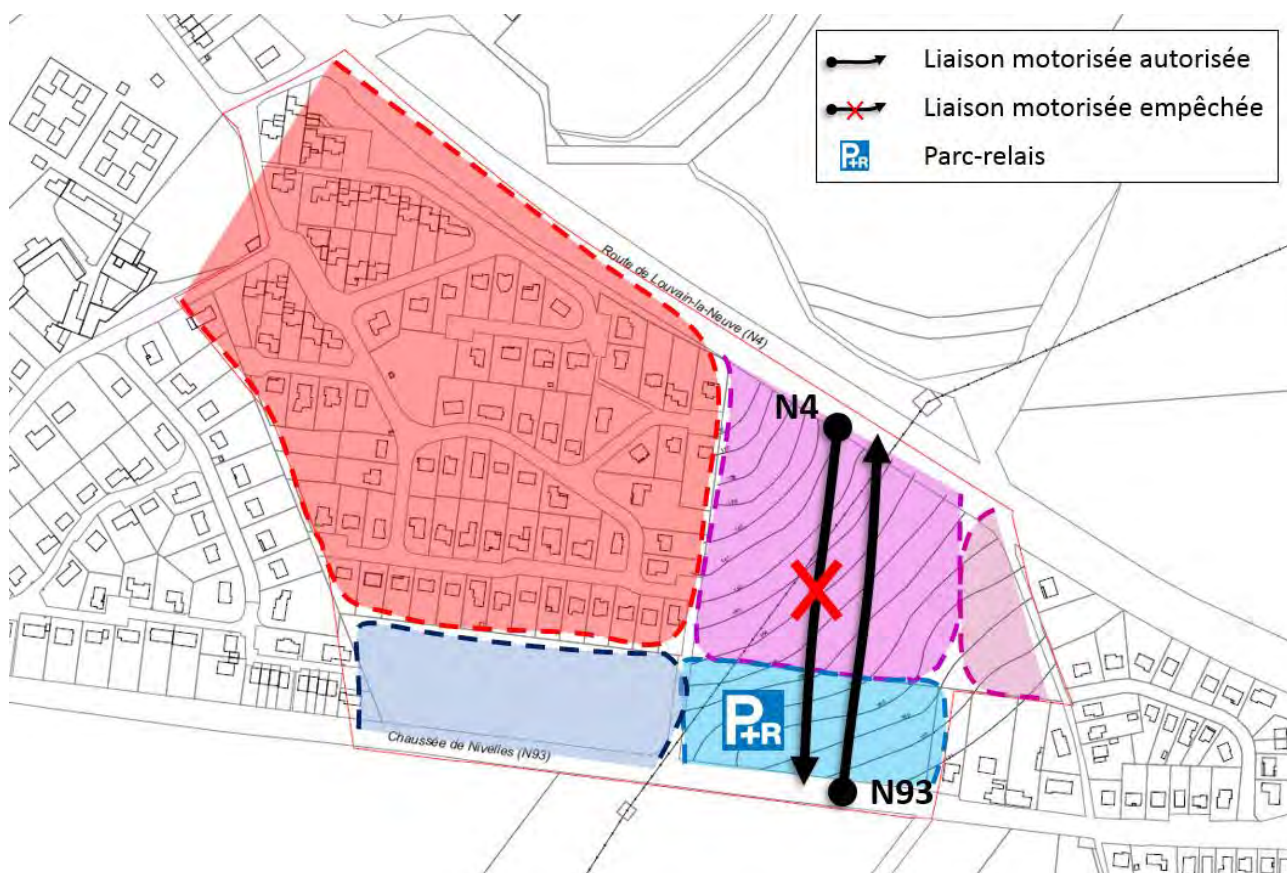 Liaison motorisée autorisée
Liaison motorisée empêchée
P+R Parc-relais
Route de Louvain-la-Neuve (N4)
N4
P+R
Chaussée de Nivelles (N93)
N93